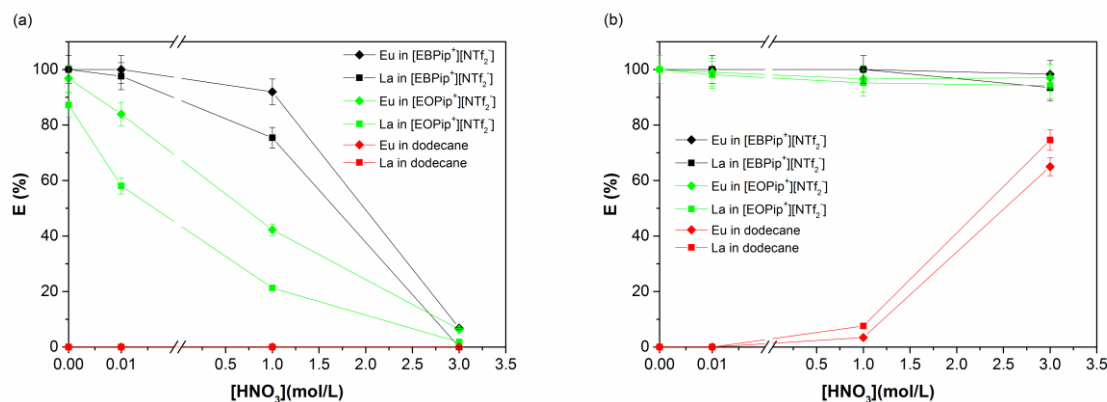 (a)
E (%)
100
80
60
40
20
0
0.00
0.01
0.5
1.0
1.5
2.0
2.5
3.0
3.5
[HNO₃](mol/L)
Eu in [EBPip⁺][NTf₂⁻]
La in [EBPip⁺][NTf₂⁻]
Eu in [EOPip⁺][NTf₂⁻]
La in [EOPip⁺][NTf₂⁻]
Eu in dodecane
La in dodecane
(b)
E (%)
100
80
60
40
20
0
0.00
0.01
0.5
1.0
1.5
2.0
2.5
3.0
3.5
[HNO₃](mol/L)
Eu in [EBPip⁺][NTf₂⁻]
La in [EBPip⁺][NTf₂⁻]
Eu in [EOPip⁺][NTf₂⁻]
La in [EOPip⁺][NTf₂⁻]
Eu in dodecane
La in dodecane